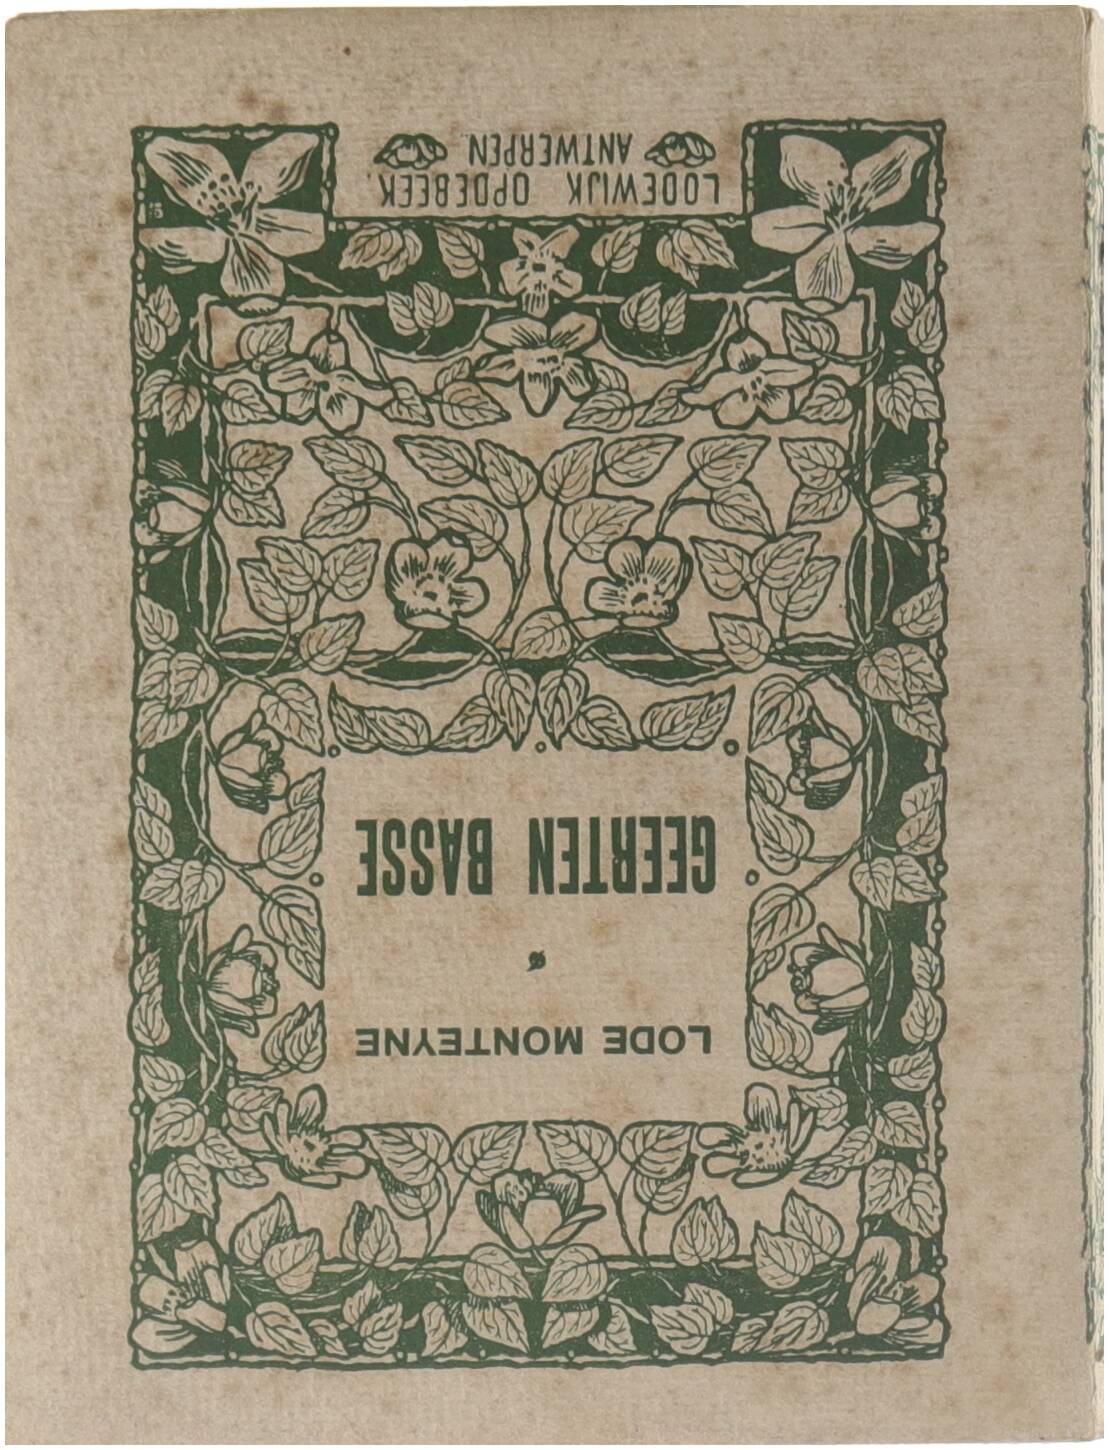 LODE MONTEYNE
GEERTEN BASSE
LODEWIJK OPDEBEEK.
ANTWERPEN.